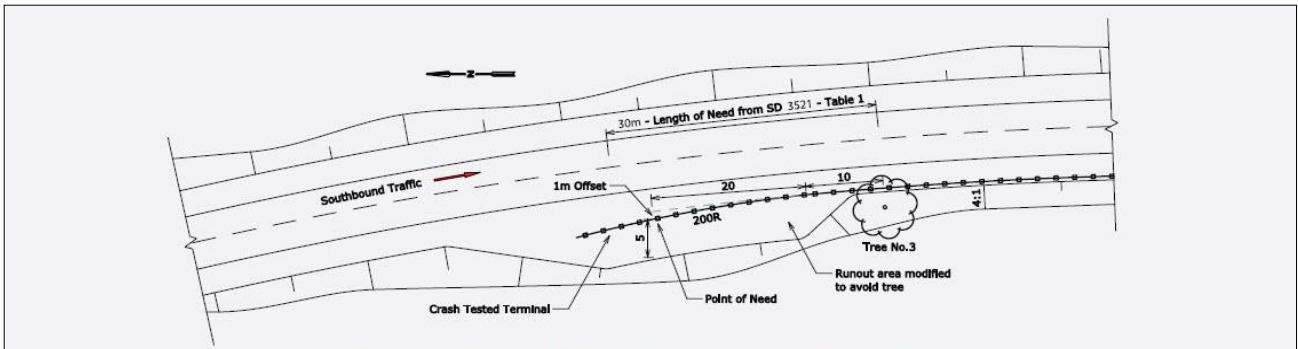 N
30m - Length of Need from SD 3521 - Table 1
Southbound Traffic
1m Offset
20
10
200R
5
4:1
Tree No.3
Runout area modified
to avoid tree
Point of Need
Crash Tested Terminal